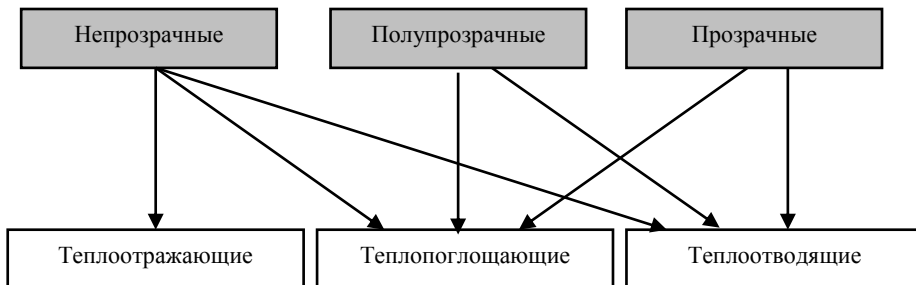 Непрозрачные
Полупрозрачные
Прозрачные
Теплоотражающие
Теплопоглощающие
Теплоотводящие